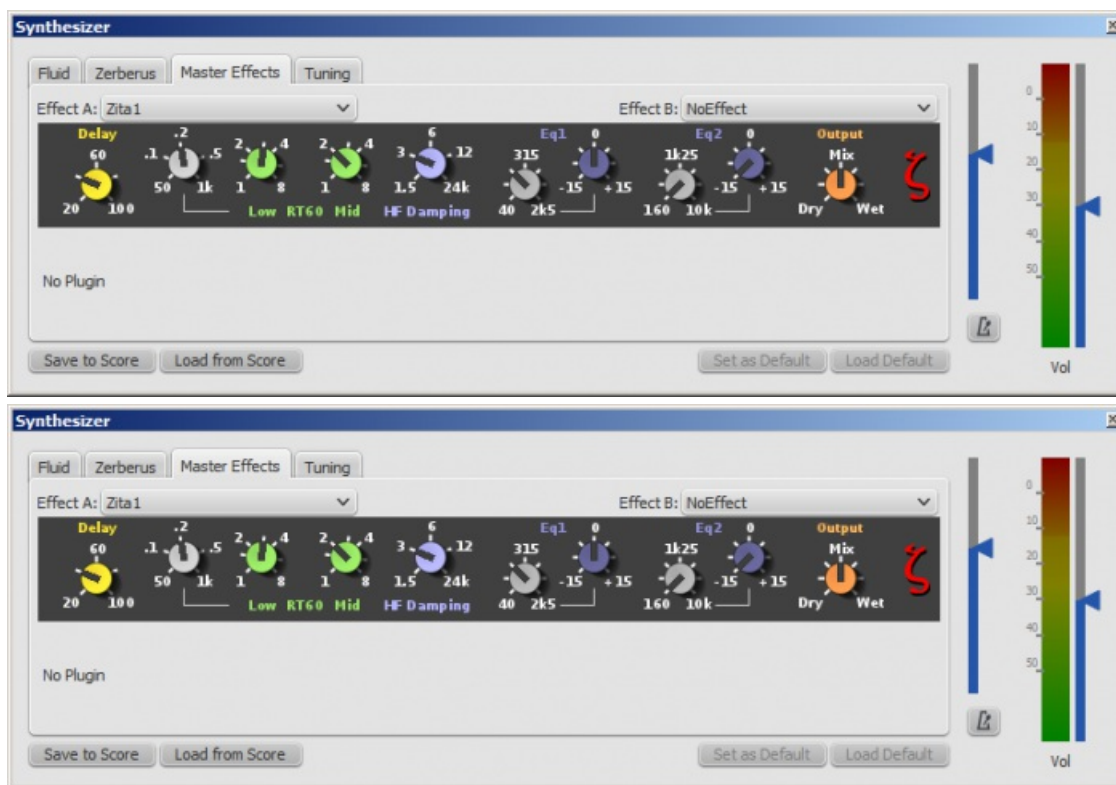 Synthesizer
Fluid Zerberus Master Effects Tuning
Effect A: Zita1 Effect B: NoEffect
Delay .2 6 Eq1 0 Eq2 0 Output
60 .1 .5 2 4 2 4 3 12 315 1k25 Mix
50 1k 1 8 1 8 1.5 24k -15 +15 -15 +15
20 100 Low RT60 Mid HF Damping 40 2k5 160 10k Dry Wet
No Plugin
Save to Score Load from Score Set as Default Load Default
0
10
20
30
40
50
Vol
Synthesizer
Fluid Zerberus Master Effects Tuning
Effect A: Zita1 Effect B: NoEffect
Delay .2 6 Eq1 0 Eq2 0 Output
60 .1 .5 2 4 2 4 3 12 315 1k25 Mix
50 1k 1 8 1 8 1.5 24k -15 +15 -15 +15
20 100 Low RT60 Mid HF Damping 40 2k5 160 10k Dry Wet
No Plugin
Save to Score Load from Score Set as Default Load Default
0
10
20
30
40
50
Vol